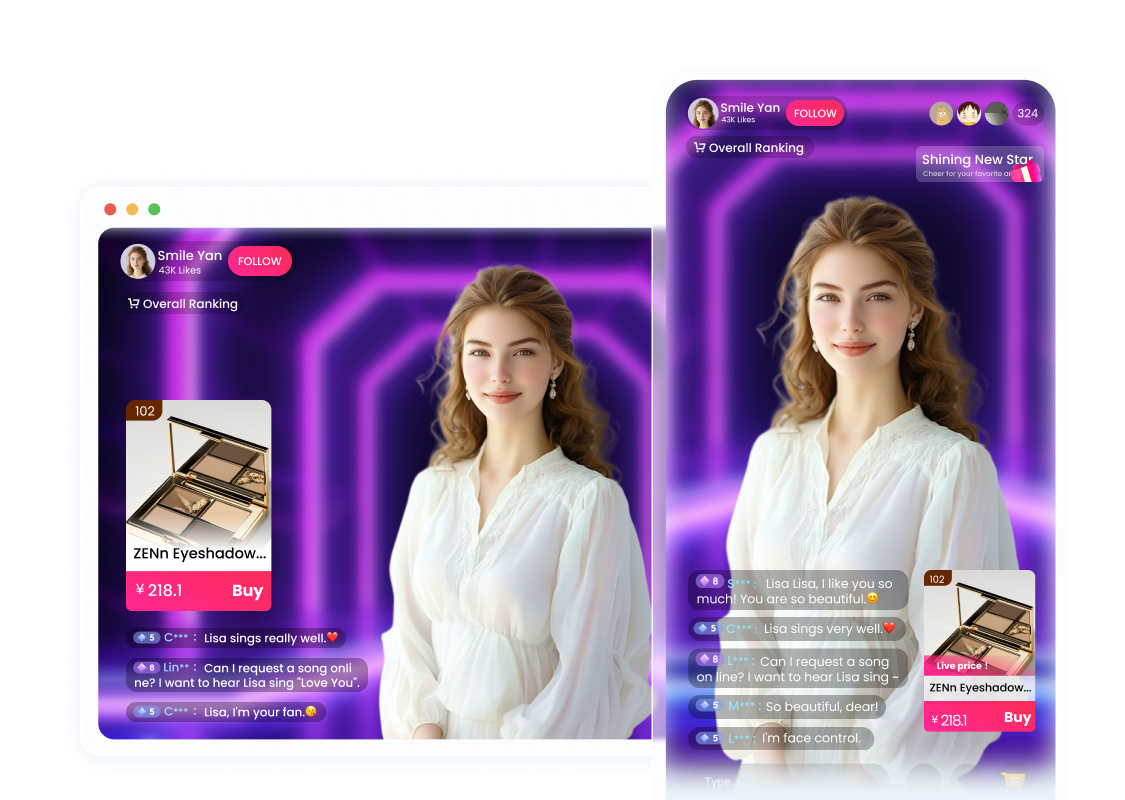 Smile Yan
43K Likes
FOLLOW
Overall Ranking
102
ZENn Eyeshadow...
¥ 218.1
Buy
5 C*** : Lisa sings really well.❤️
8 Lin** : Can I request a song onli
ne? I want to hear Lisa sing "Love You".
5 C*** : Lisa, I'm your fan.😘
Smile Yan
43K Likes
FOLLOW
324
Overall Ranking
Shining New Star
Cheer for your favorite
8 S*** : Lisa Lisa, I like you so
much! You are so beautiful.😊
5 C*** : Lisa sings very well.❤️
8 L*** : Can I request a song
on line? I want to hear Lisa sing ~
5 M*** : So beautiful, dear!
5 L*** : I'm face control.
102
Live price !
ZENn Eyeshadow...
¥ 218.1
Buy
Type.